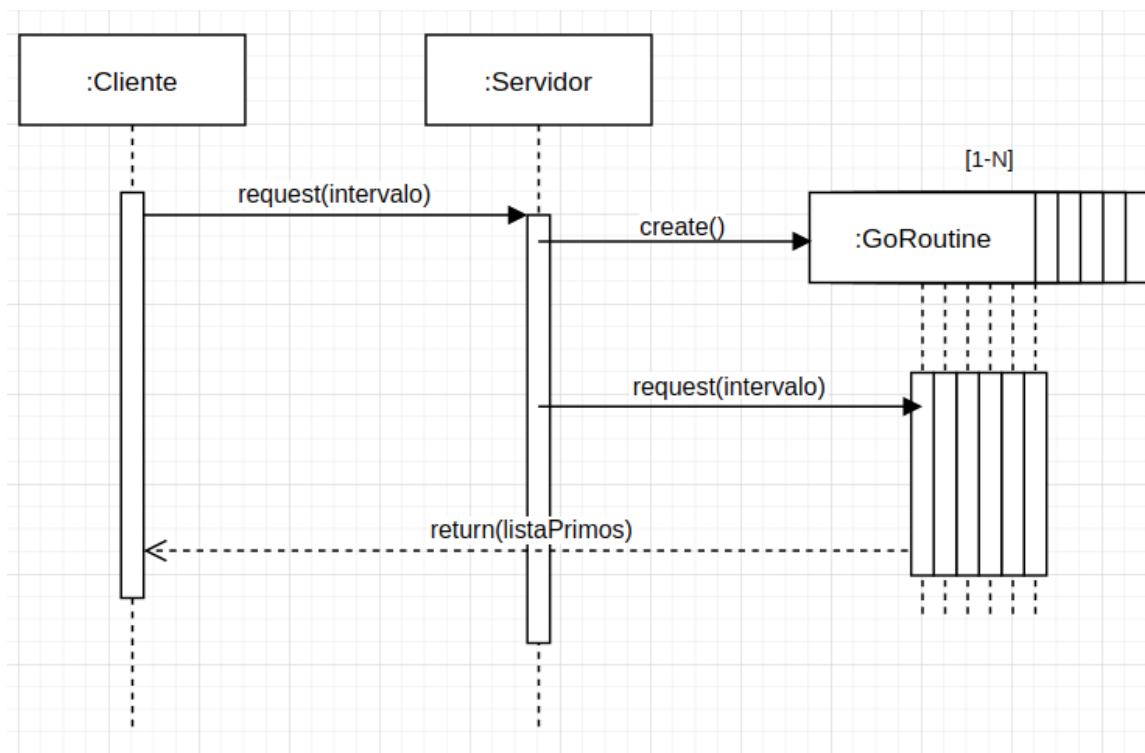 :Cliente
:Servidor
[1-N]
request(intervalo)
create()
:GoRoutine
request(intervalo)
return(listaPrimos)